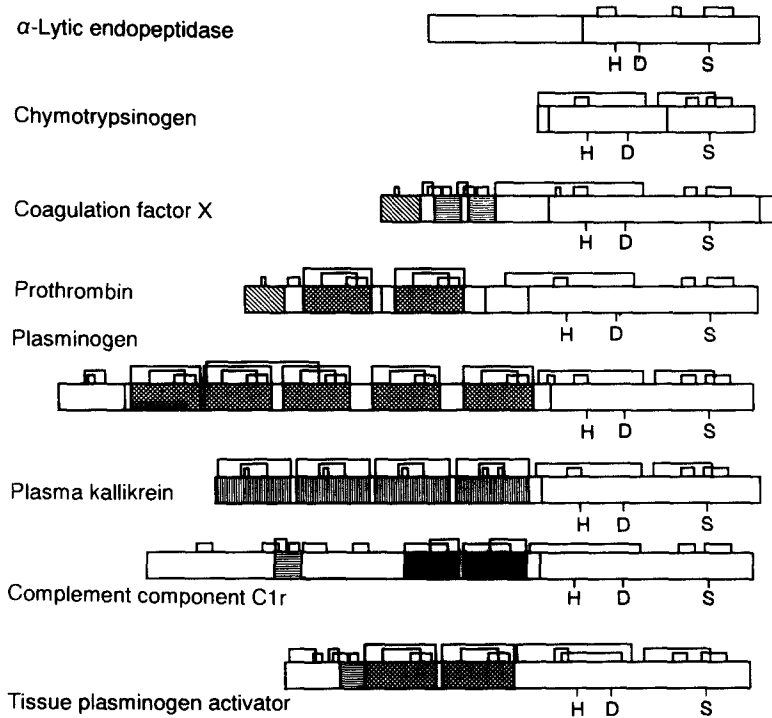 α-Lytic endopeptidase
H D S
Chymotrypsinogen
H D S
Coagulation factor X
H D S
Prothrombin
H D S
Plasminogen
H D S
Plasma kallikrein
H D S
Complement component C1r
H D S
Tissue plasminogen activator
H D S